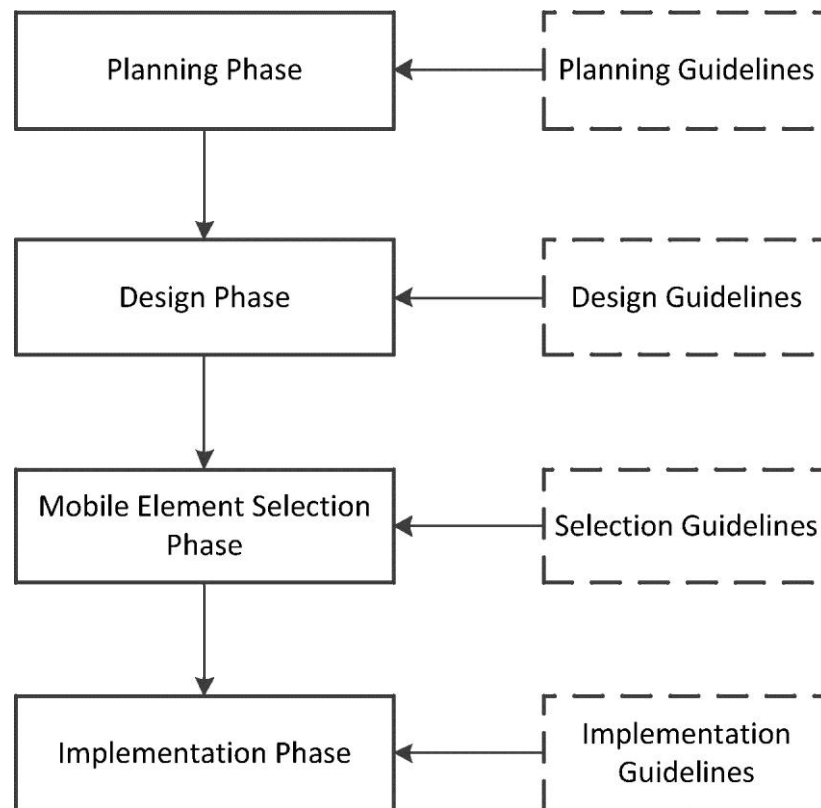 Planning Phase
Planning Guidelines
Design Phase
Design Guidelines
Mobile Element Selection
Phase
Selection Guidelines
Implementation Phase
Implementation
Guidelines